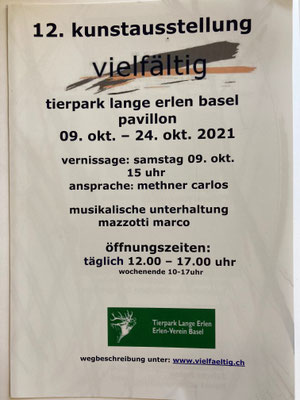 12. kunstausstellung
vielfältig
tierpark lange erlen basel
pavillon
09. okt. – 24. okt. 2021
vernissage: samstag 09. okt.
15 uhr
ansprache: methner carlos
musikalische unterhaltung
mazzotti marco
öffnungszeiten:
täglich 12.00 – 17.00 uhr
wochenende 10-17uhr
Tierpark Lange Erlen
Erlen-Verein Basel
wegbeschreibung unter: www.vielfaeltig.ch